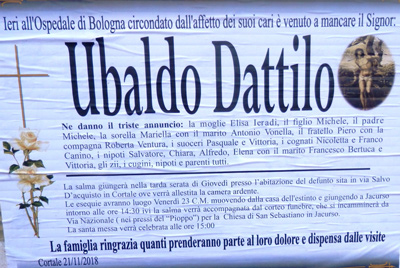 Ieri all'Ospedale di Bologna circondato dall'affetto dei suoi cari è venuto a mancare il Signor:
Ubaldo Dattilo
Ne danno il triste annuncio: la moglie Elisa Ieradi, il figlio Michele, il padre
Michele, la sorella Mariella con il marito Antonio Vonella, il fratello Piero con la
compagna Roberta Ventura, i suoceri Pasquale e Vittoria, i cognati Nicoletta e Franco
Canino, i nipoti Salvatore, Chiara, Alfredo, Elena con il marito Francesco Bertuca e
Vittoria, gli zii, i cugini, nipoti e parenti tutti.
La salma giungerà nella tarda serata di Giovedì presso l'abitazione del defunto sita in via Salvo
D'acquisto in Cortale ove verrà allestita la camera ardente.
Le esequie avranno luogo Venerdì 23 C.M. muovendo dalla casa dell'estinto e giungendo a Jacurso
intorno alle ore 14:30 ivi la salma verrà accompagnata dal corteo funebre, che si incamminerà da
Via Nazionale ( nei pressi del "Pioppo") per la Chiesa di San Sebastiano in Jacurso.
La santa messa verrà celebrata alle ore 15:00
La famiglia ringrazia quanti prenderanno parte al loro dolore e dispensa dalle visite
Cortale 21/11/2018